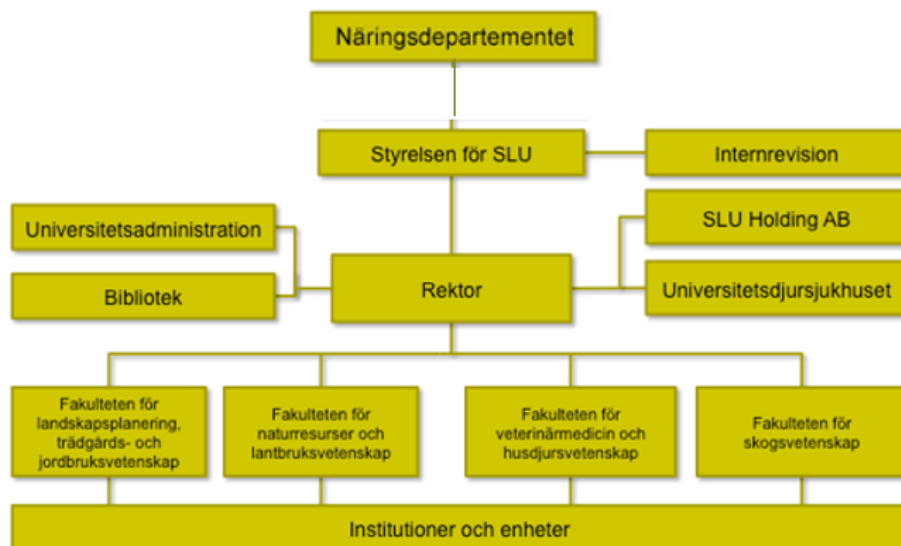 Näringsdepartementet
Styrelsen för SLU
Internrevision
Universitetsadministration
SLU Holding AB
Bibliotek
Rektor
Universitetsdjursjukhuset
Fakulteten för
landskapsplanering,
trädgårds- och
jordbruksvetenskap
Fakulteten för
naturresurser och
lantbruksvetenskap
Fakulteten för
veterinärmedicin och
husdjursvetenskap
Fakulteten för
skogsvetenskap
Institutioner och enheter